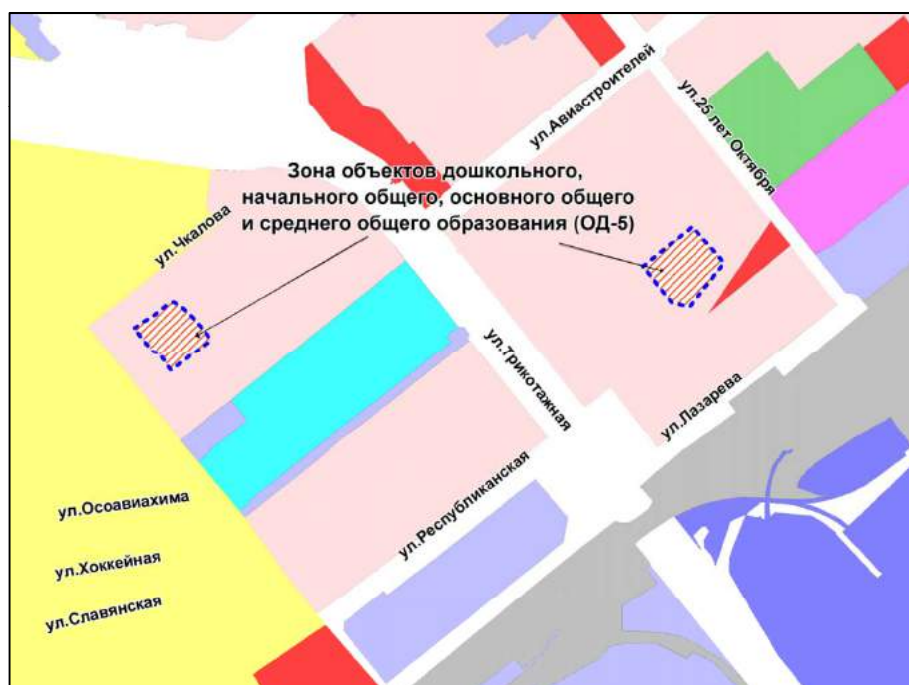 ул.Авиастроителей
ул.25 лет Октября
Зона объектов дошкольного,
начального общего, основного общего
и среднего общего образования (ОД-5)
ул.Чкалова
ул.Трикотажная
ул.Лазарева
ул.Республиканская
ул.Осоавиахима
ул.Хоккейная
ул.Славянская